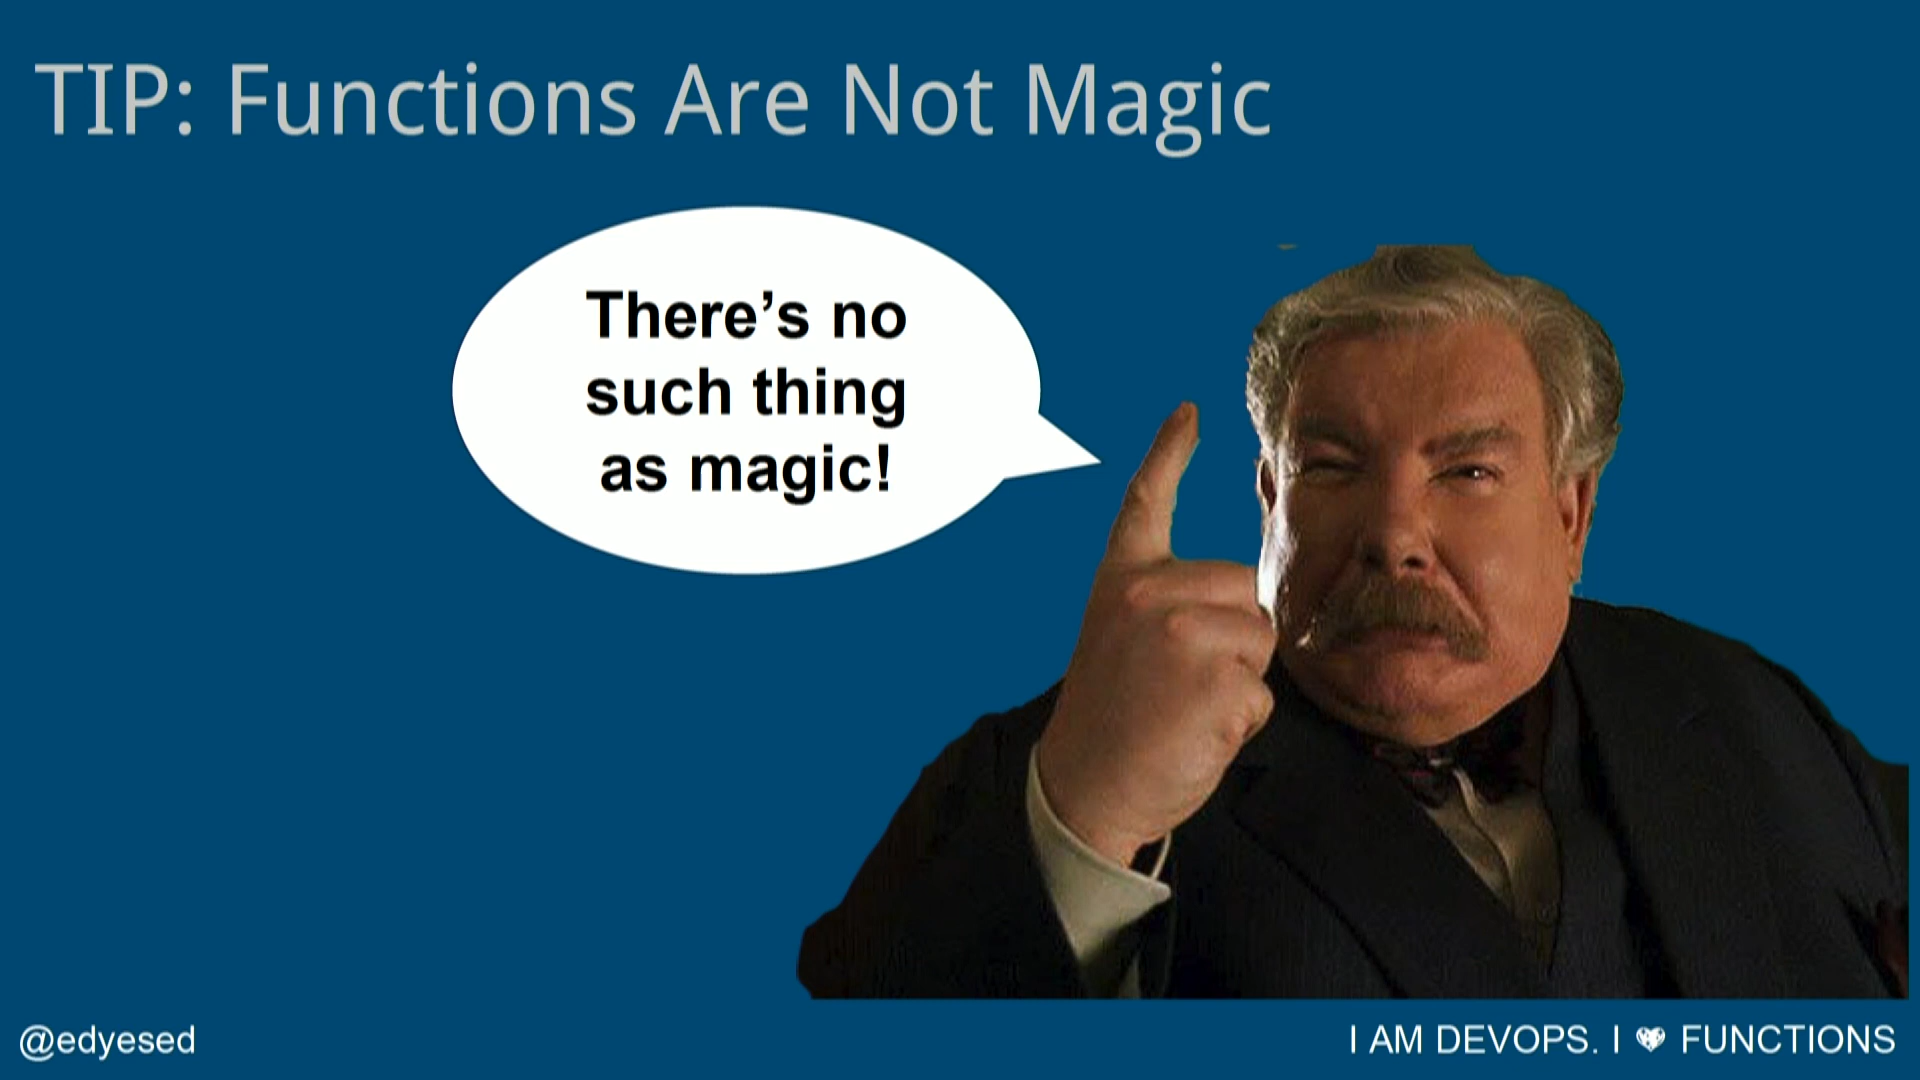 TIP: Functions Are Not Magic
There’s no
such thing
as magic!
@edyesed
I AM DEVOPS. I FUNCTIONS